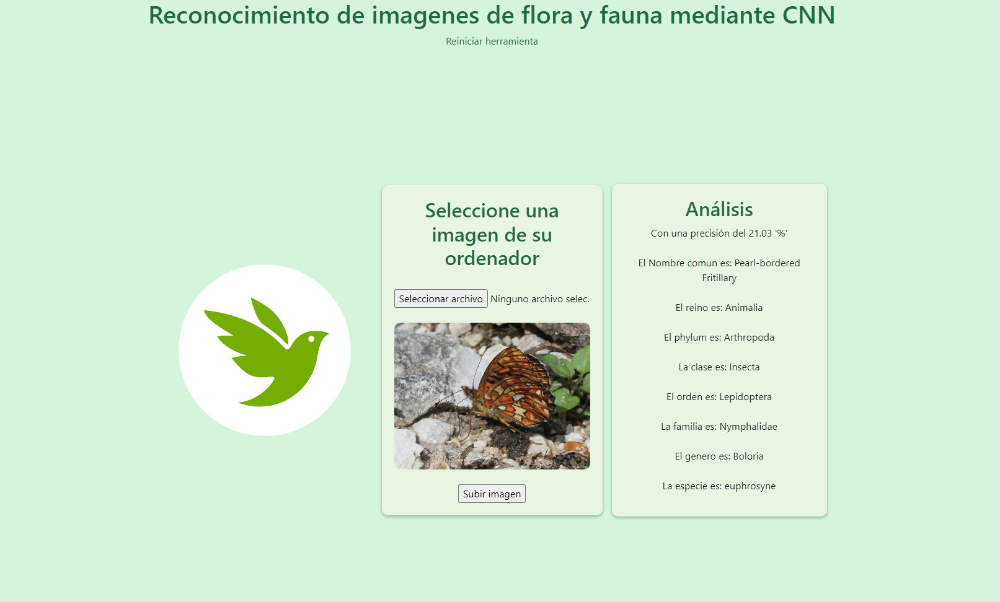 Reconocimiento de imagenes de flora y fauna mediante CNN
Reiniciar herramienta
Seleccione una
imagen de su
ordenador
Seleccionar archivo Ninguno archivo selec.
Subir imagen
Análisis
Con una precisión del 21.03 '%'
El Nombre comun es: Pearl-bordered
Fritillary
El reino es: Animalia
El phylum es: Arthropoda
La clase es: Insecta
El orden es: Lepidoptera
La familia es: Nymphalidae
El genero es: Boloria
La especie es: euphrosyne